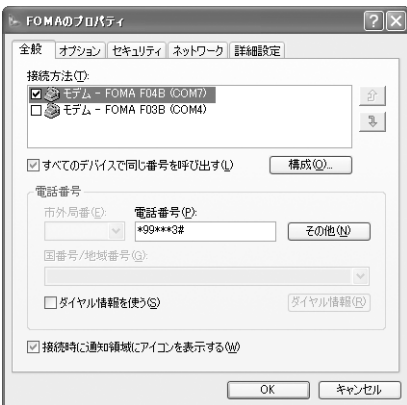 FOMAのプロパティ
全般 オプション セキュリティ ネットワーク 詳細設定
接続方法(T):
モデム - FOMA F04B (COM7)
モデム - FOMA F03B (COM4)
すべてのデバイスで同じ番号を呼び出す(L) 構成(O)...
電話番号
市外局番(E): 電話番号(P):
*99***3# その他(N)
国番号/地域番号(G):
ダイヤル情報を使う(S) ダイヤル情報(R)
接続時に通知領域にアイコンを表示する(W)
OK キャンセル